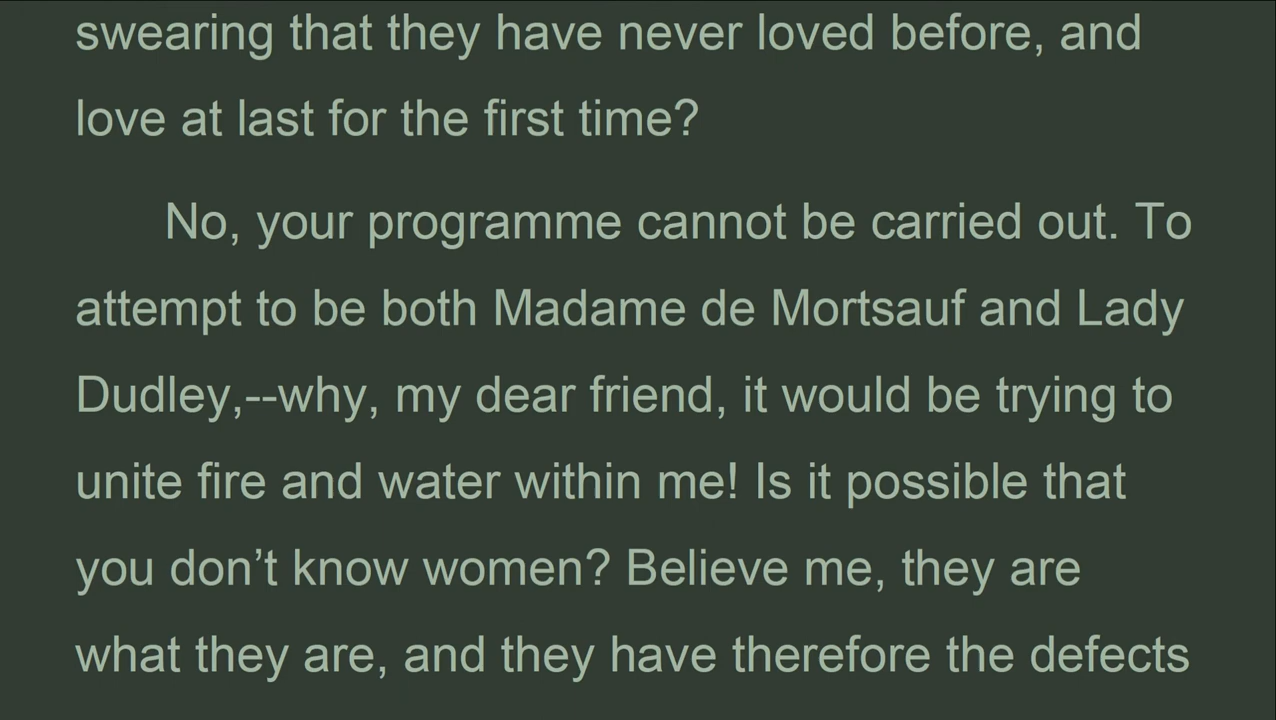 swearing that they have never loved before, and
love at last for the first time?
No, your programme cannot be carried out. To
attempt to be both Madame de Mortsauf and Lady
Dudley,--why, my dear friend, it would be trying to
unite fire and water within me! Is it possible that
you don’t know women? Believe me, they are
what they are, and they have therefore the defects